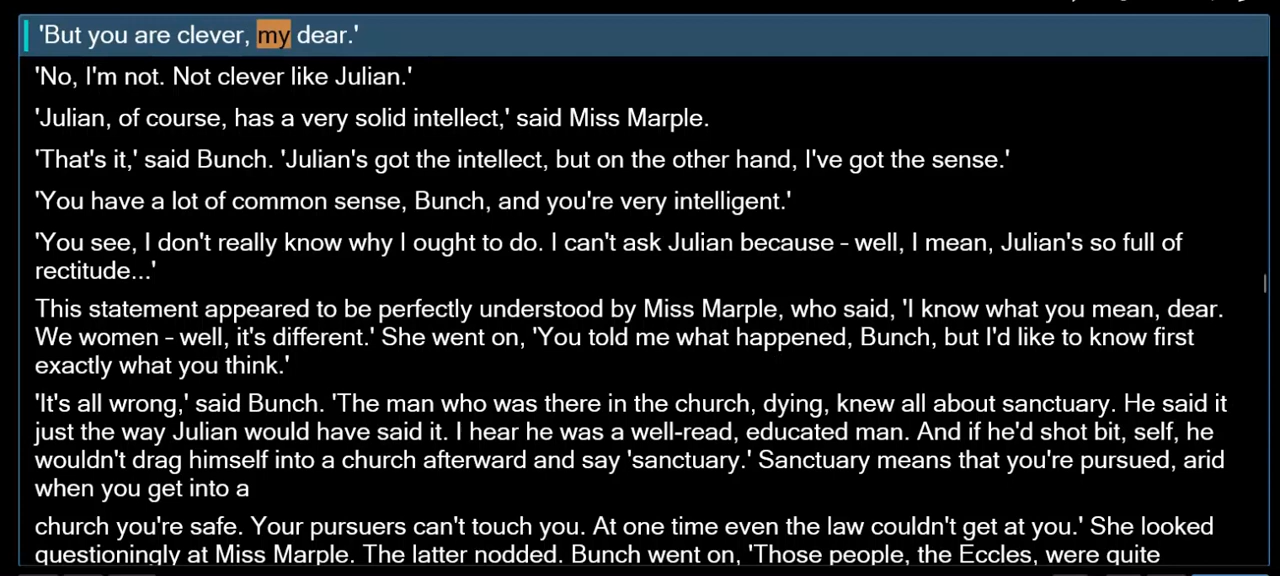 'But you are clever, my dear.'
'No, I'm not. Not clever like Julian.'
'Julian, of course, has a very solid intellect,' said Miss Marple.
'That's it,' said Bunch. 'Julian's got the intellect, but on the other hand, I've got the sense.'
'You have a lot of common sense, Bunch, and you're very intelligent.'
'You see, I don't really know why I ought to do. I can't ask Julian because - well, I mean, Julian's so full of
rectitude...'
This statement appeared to be perfectly understood by Miss Marple, who said, 'I know what you mean, dear.
We women - well, it's different.' She went on, 'You told me what happened, Bunch, but I'd like to know first
exactly what you think.'
'It's all wrong,' said Bunch. 'The man who was there in the church, dying, knew all about sanctuary. He said it
just the way Julian would have said it. I hear he was a well-read, educated man. And if he'd shot bit, self, he
wouldn't drag himself into a church afterward and say 'sanctuary.' Sanctuary means that you're pursued, arid
when you get into a
church you're safe. Your pursuers can't touch you. At one time even the law couldn't get at you.' She looked
questioningly at Miss Marple. The latter nodded. Bunch went on, 'Those people, the Eccles, were quite